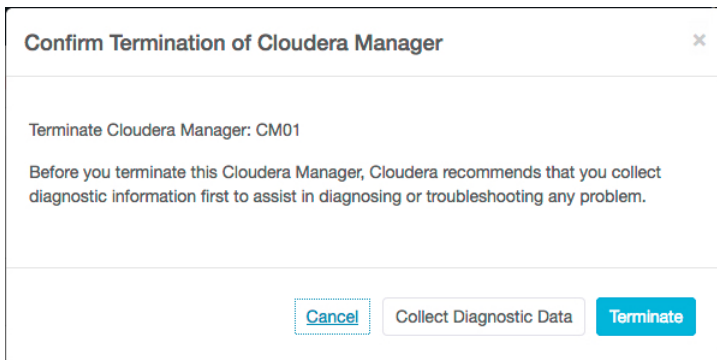 Confirm Termination of Cloudera Manager
×
Terminate Cloudera Manager: CM01
Before you terminate this Cloudera Manager, Cloudera recommends that you collect
diagnostic information first to assist in diagnosing or troubleshooting any problem.
Cancel Collect Diagnostic Data Terminate